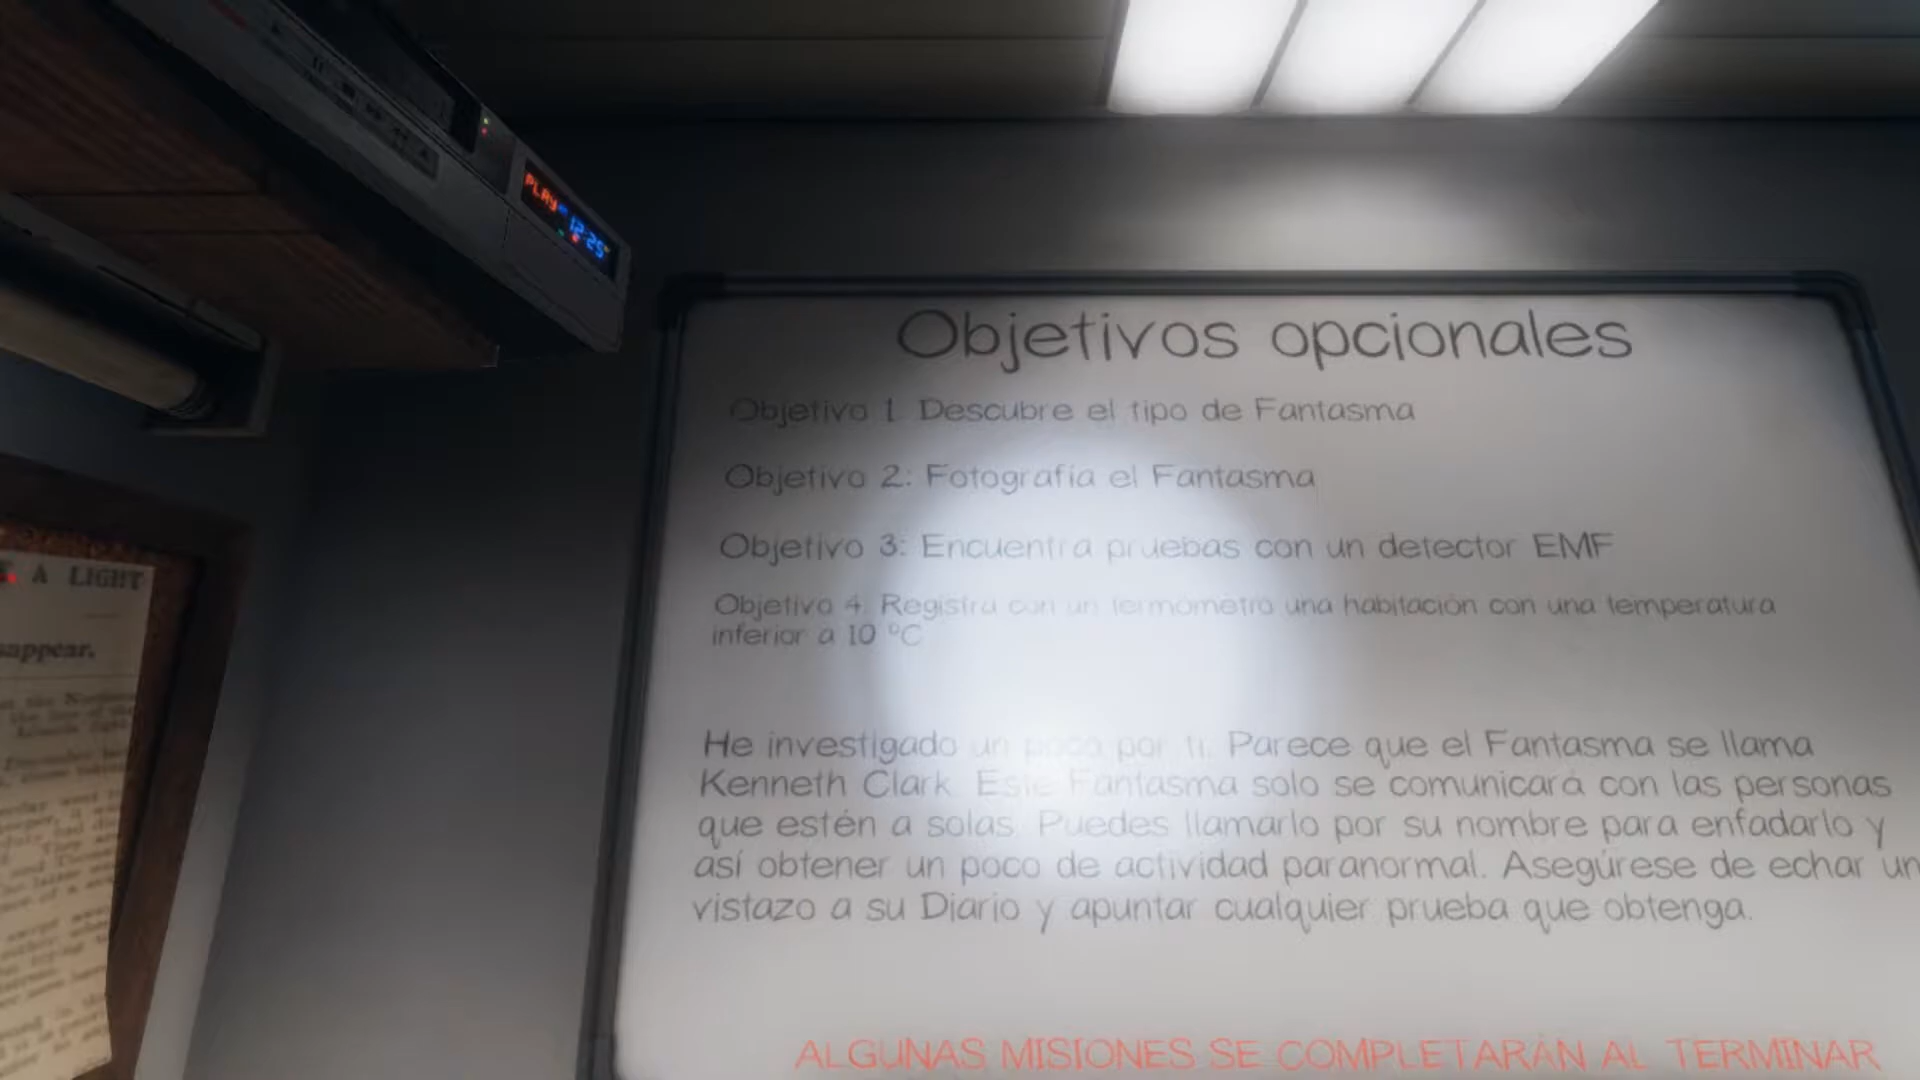 PLAY 12:25
Objetivos opcionales
Objetivo 1. Descubre el tipo de Fantasma
Objetivo 2: Fotografía el Fantasma
Objetivo 3: Encuentra pruebas con un detector EMF
Objetivo 4: Registra con un termómetro una habitación con una temperatura
inferior a 10 ºC
A LIGHT
He investigado un poco por ti. Parece que el Fantasma se llama
Kenneth Clark. Este Fantasma solo se comunicará con las personas
que estén a solas. Puedes llamarlo por su nombre para enfadarlo y
así obtener un poco de actividad paranormal. Asegúrese de echar un
vistazo a su Diario y apuntar cualquier prueba que obtenga.
ALGUNAS MISIONES SE COMPLETARÁN AL TERMINAR